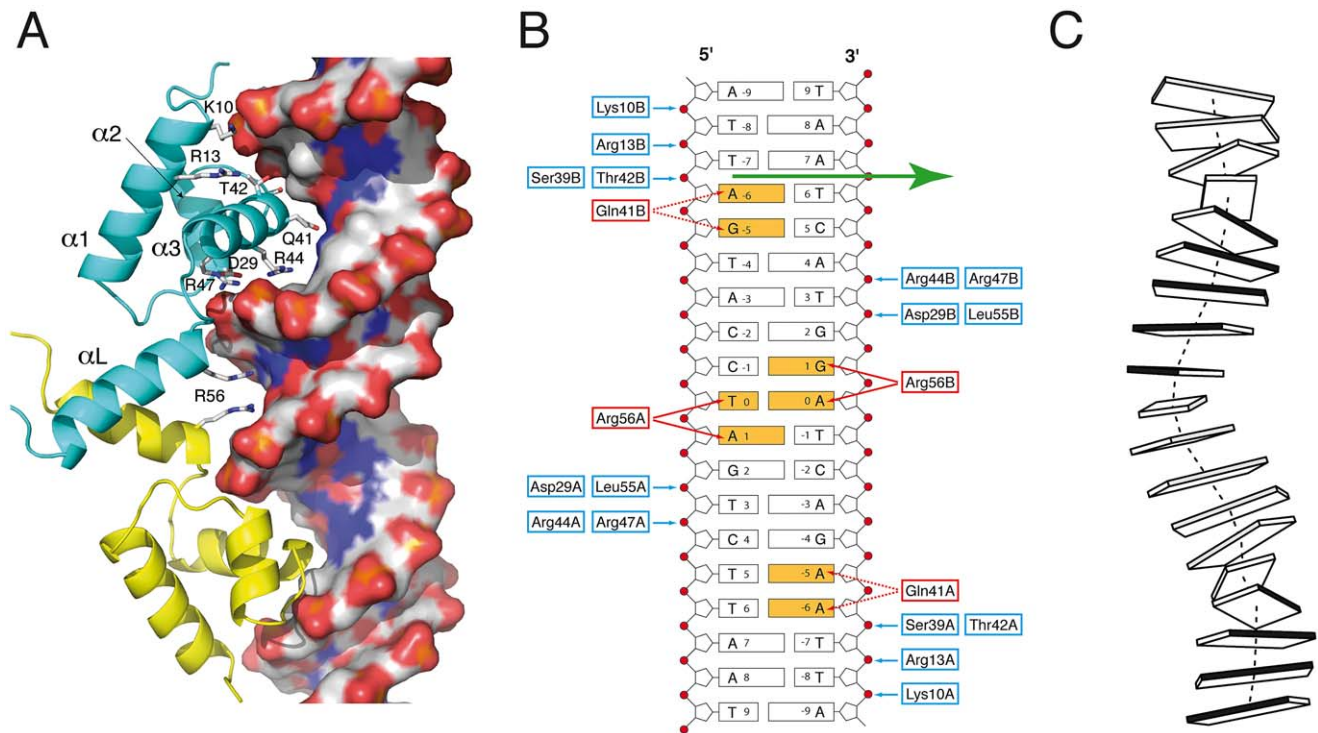 A
B
C
K10
α2
R13
T42
α1
α3
Q41
D29
R44
R47
αL
R56
5' 3'
A -9 9 T
Lys10B
T -8 8 A
Arg13B
T -7 7 A
Ser39B Thr42B
A -6 6 T
Gln41B
G -5 5 C
T -4 4 A
Arg44B Arg47B
A -3 3 T
Asp29B Leu55B
C -2 2 G
C -1 1 G
Arg56B
T 0 0 A
Arg56A
A 1 -1 T
G 2 -2 C
Asp29A Leu55A
T 3 -3 A
Arg44A Arg47A
C 4 -4 G
T 5 -5 A
Gln41A
T 6 -6 A
Ser39A Thr42A
A 7 -7 T
Arg13A
A 8 -8 T
Lys10A
T 9 -9 A